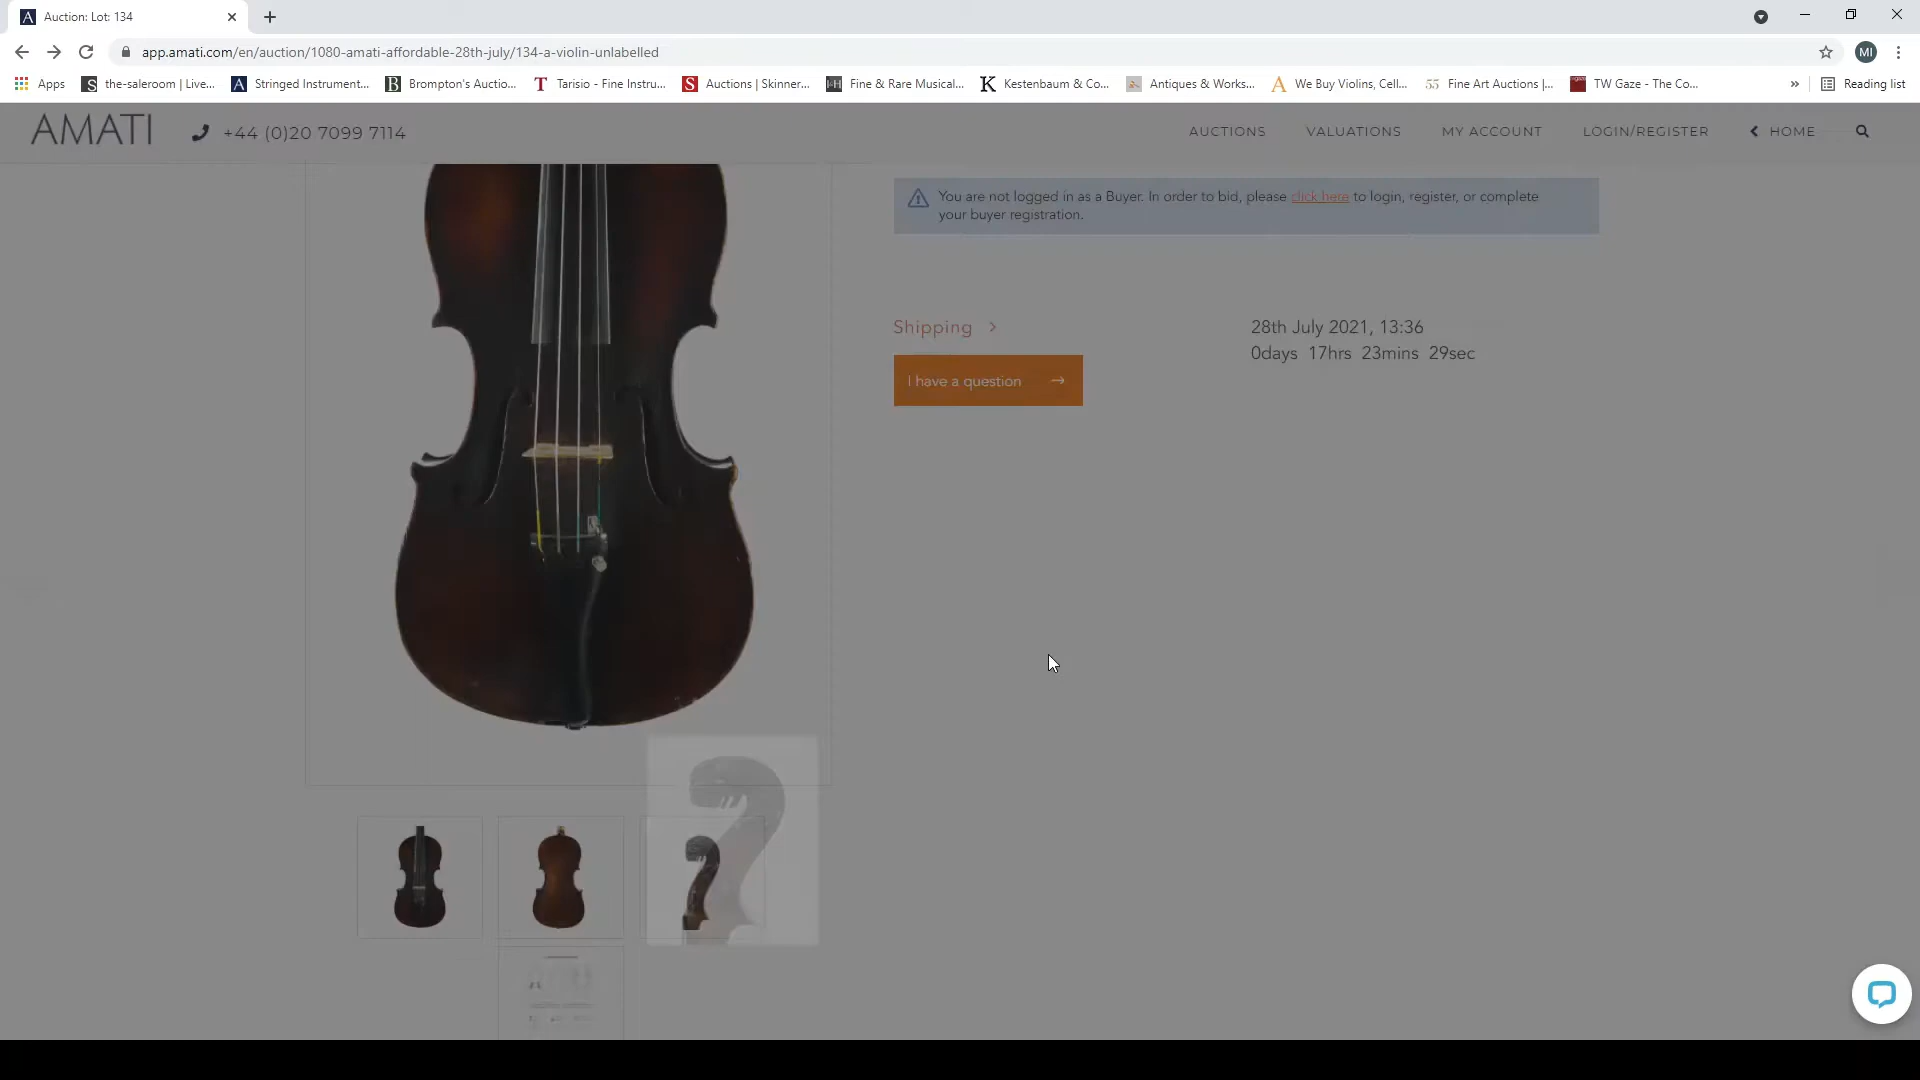 Auction: Lot: 134
app.amati.com/en/auction/1080-amati-affordable-28th-july/134-a-violin-unlabelled
MI
Apps the-saleroom | Live... Stringed Instrument... Brompton's Auctio... Tarisio - Fine Instru... Auctions | Skinner... Fine & Rare Musical... Kestenbaum & Co... Antiques & Works... We Buy Violins, Cell... Fine Art Auctions |... TW Gaze - The Co... » Reading list
AMATI +44 (0)20 7099 7114 AUCTIONS VALUATIONS MY ACCOUNT LOGIN/REGISTER HOME
You are not logged in as a Buyer. In order to bid, please click here to login, register, or complete
your buyer registration.
Shipping 28th July 2021, 13:36
0days 17hrs 23mins 29sec
I have a question